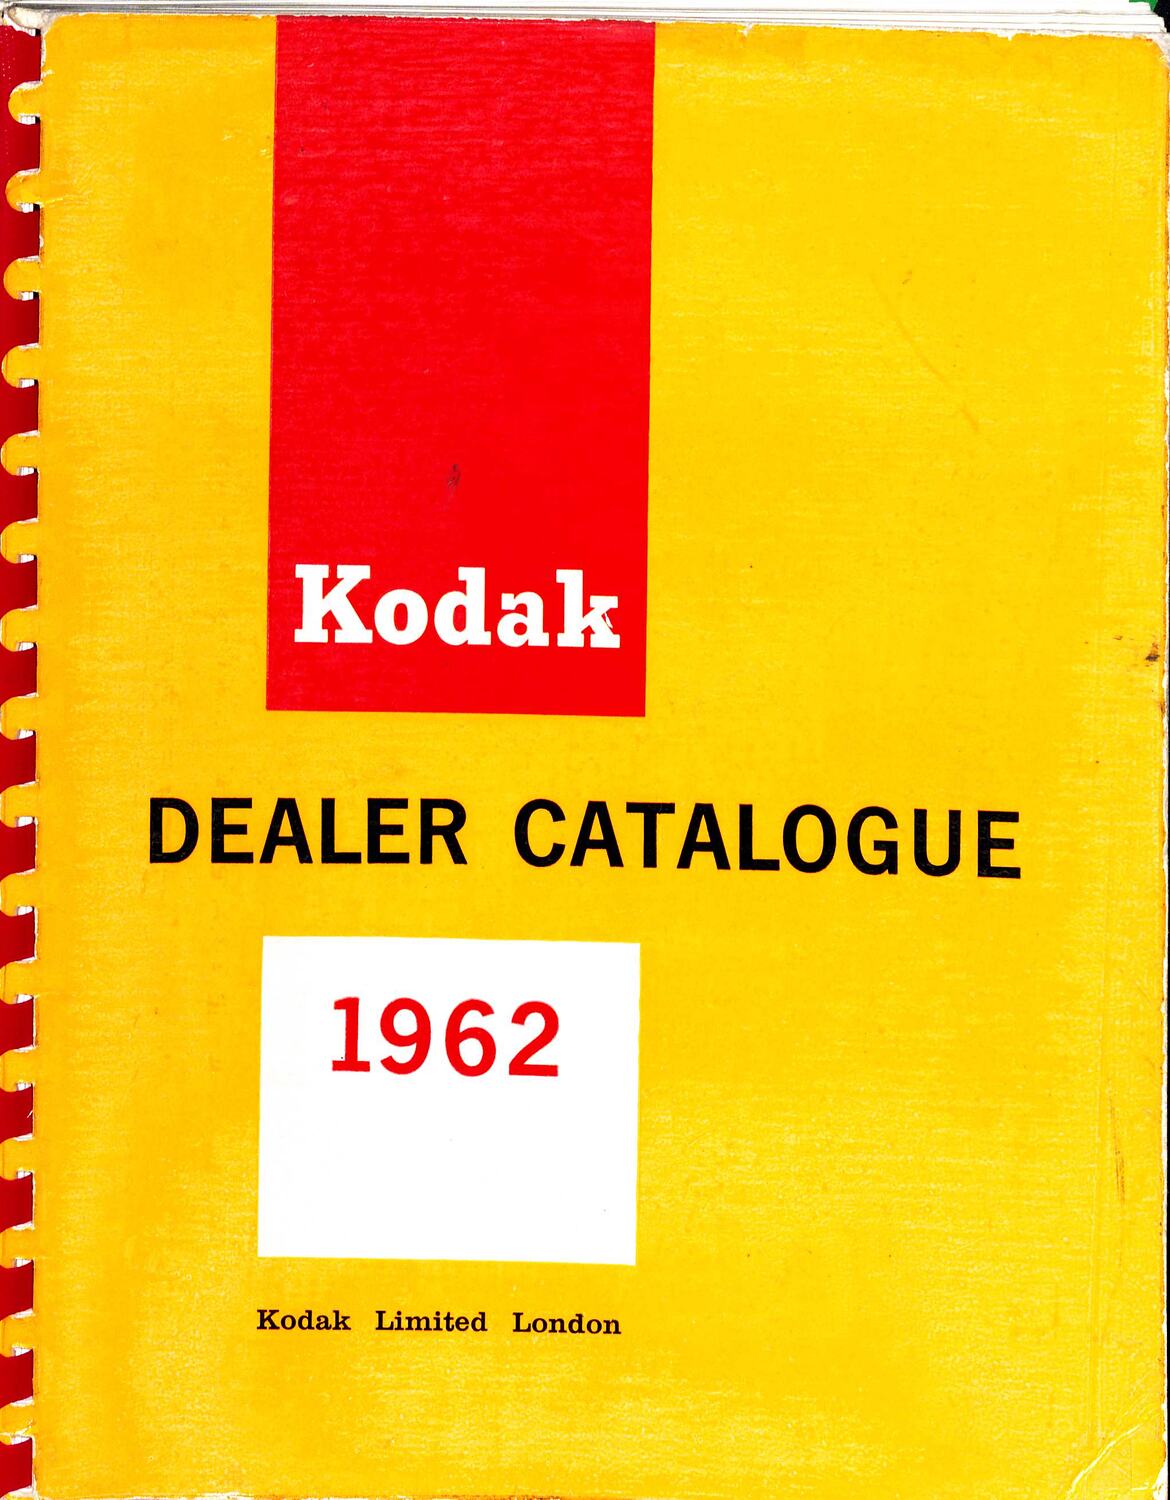 Kodak
DEALER CATALOGUE
1962
Kodak Limited London